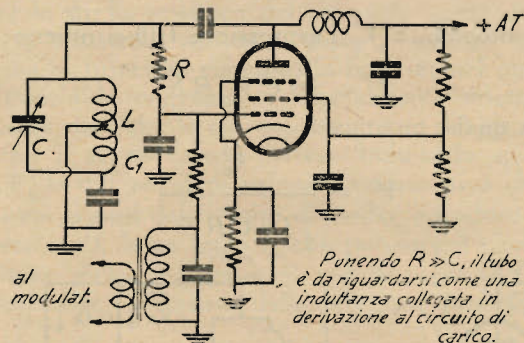 + AT
R
L
C.
C1
al
modulat.
Ponendo R >> C, il tubo
è da riguardarsi come una
induttanza collegata in
derivazione al circuito di
carico.